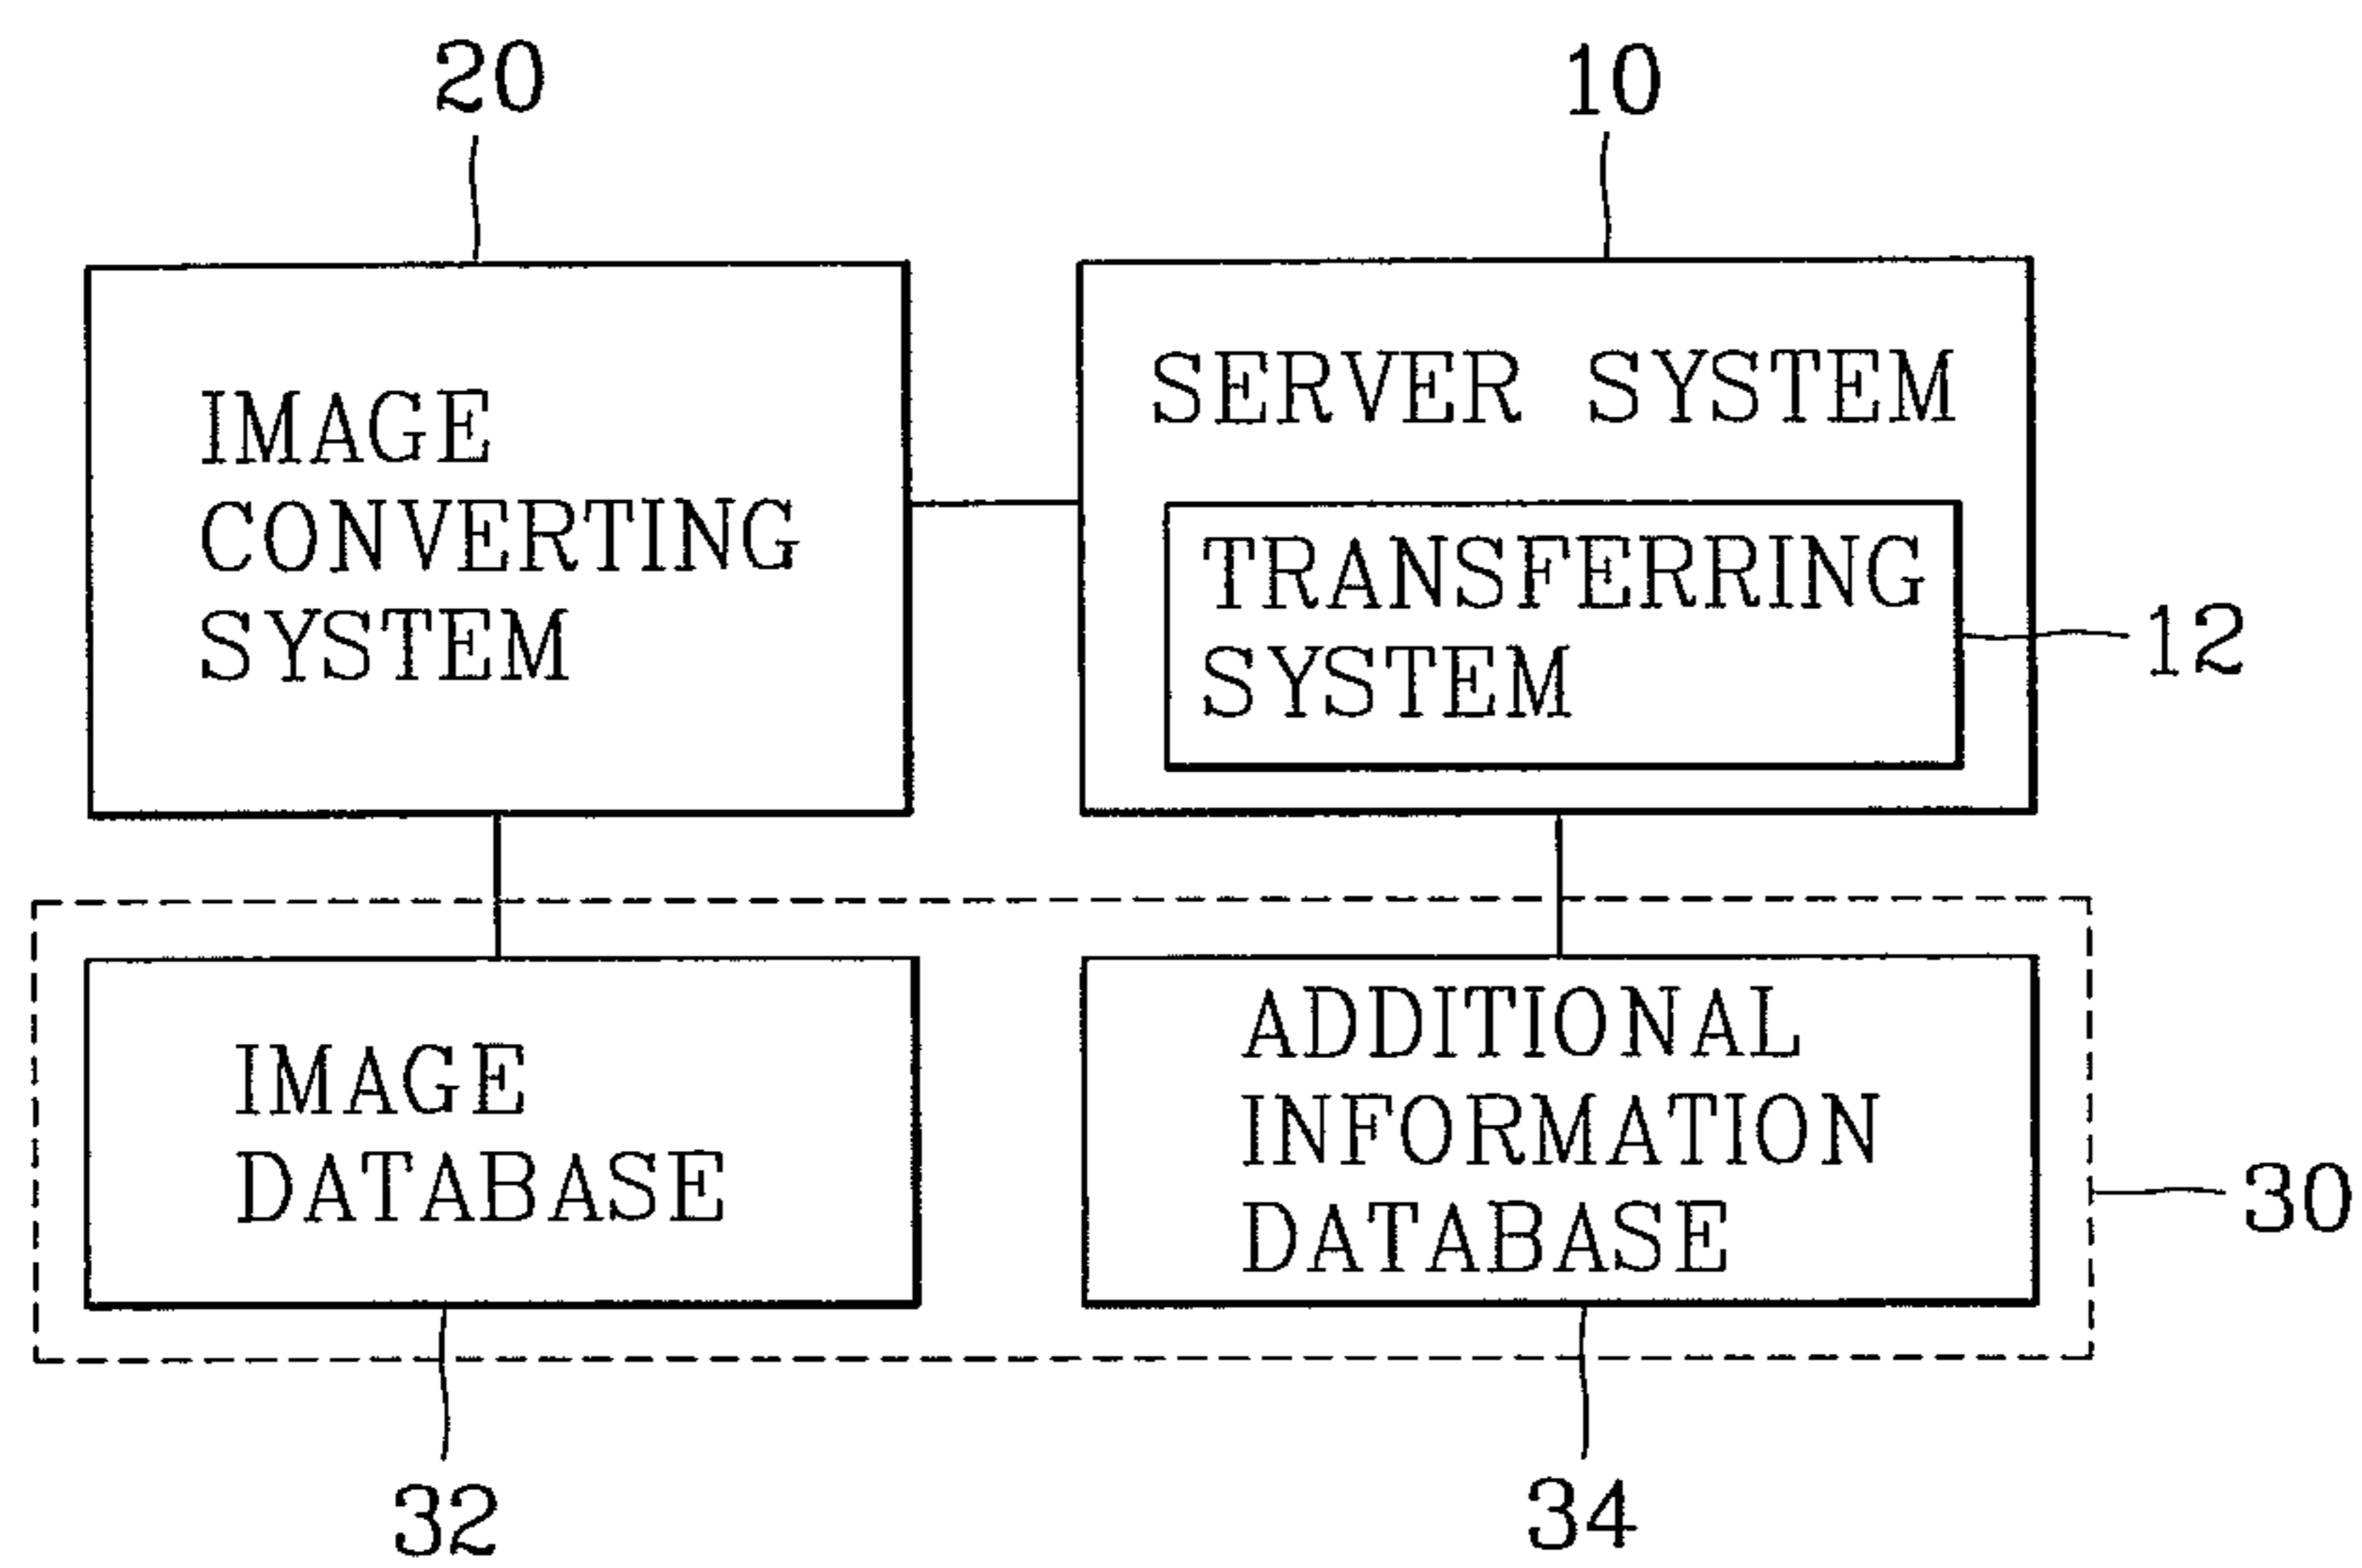 20
10
IMAGE
CONVERTING
SYSTEM
SERVER SYSTEM
TRANSFERRING
SYSTEM
12
IMAGE
DATABASE
ADDITIONAL
INFORMATION
DATABASE
30
32
34